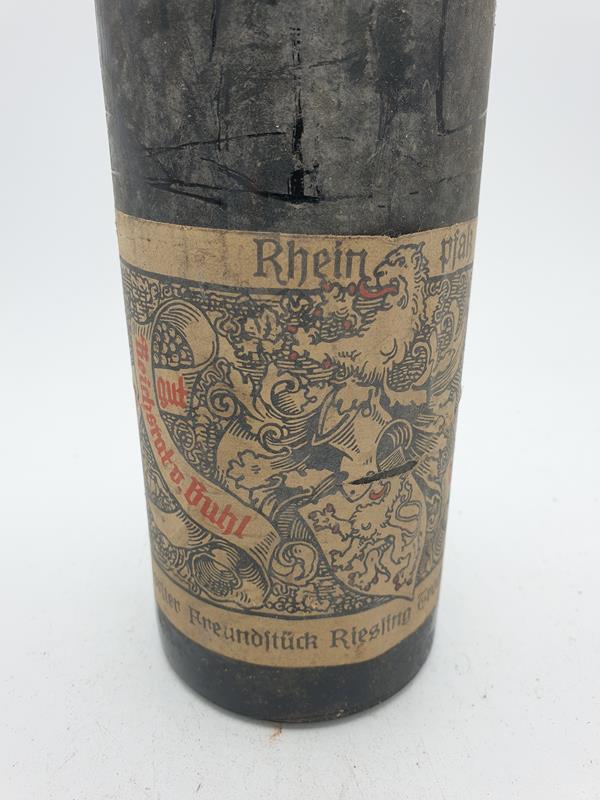 Rhein pfalz
gut
Reichsrat v. Buhl
Freundstück Riesling